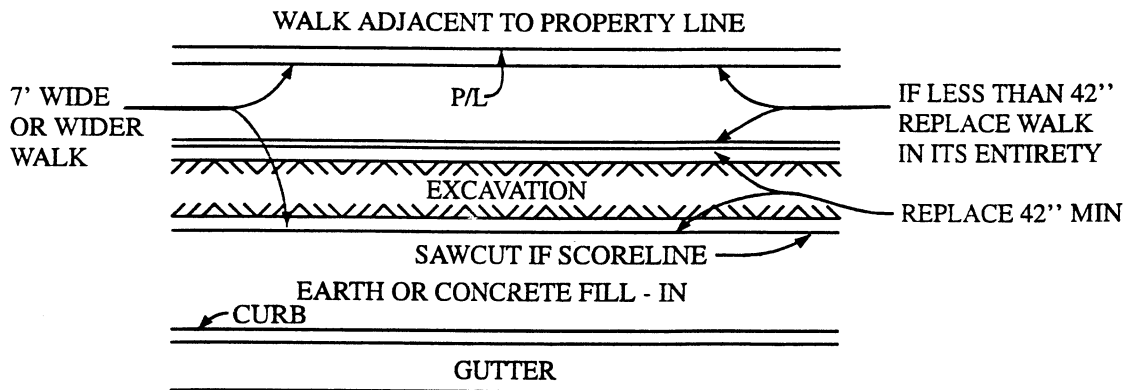 WALK ADJACENT TO PROPERTY LINE
7' WIDE
OR WIDER
WALK
P/L
IF LESS THAN 42''
REPLACE WALK
IN ITS ENTIRETY
EXCAVATION
REPLACE 42'' MIN
SAWCUT IF SCORELINE
EARTH OR CONCRETE FILL - IN
CURB
GUTTER